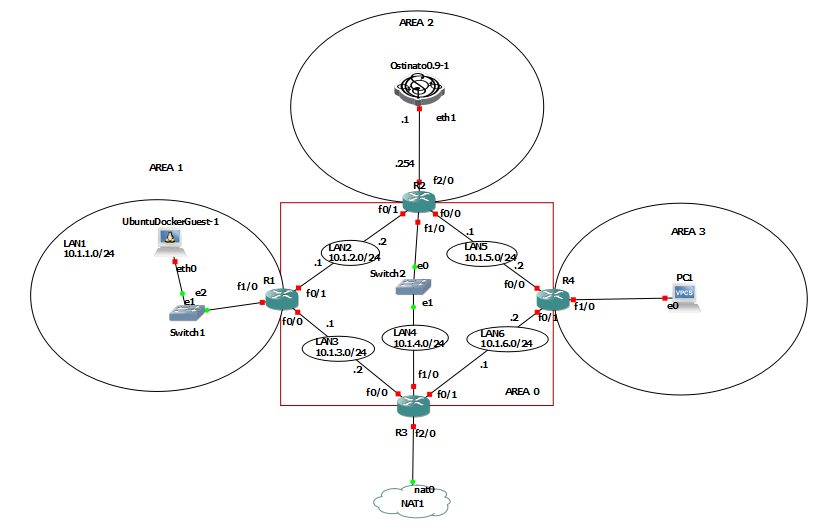 AREA 2
Ostinato0.9-1
.1
eth1
.254
R2
f2/0
f0/1
f0/0
f1/0
AREA 1
UbuntuDockerGuest-1
LAN1
10.1.1.0/24
eth0
e2
e1
Switch1
f1/0
R1
f0/1
f0/0
.1
.2
LAN2
10.1.2.0/24
.1
.2
LAN3
10.1.3.0/24
e0
Switch2
e1
LAN4
10.1.4.0/24
.1
LAN5
10.1.5.0/24
.2
f0/0
R4
f0/1
f1/0
.2
LAN6
10.1.6.0/24
.1
AREA 3
PC1
VPCS
e0
AREA 0
f1/0
f0/0
f0/1
R3
f2/0
nat0
NAT1